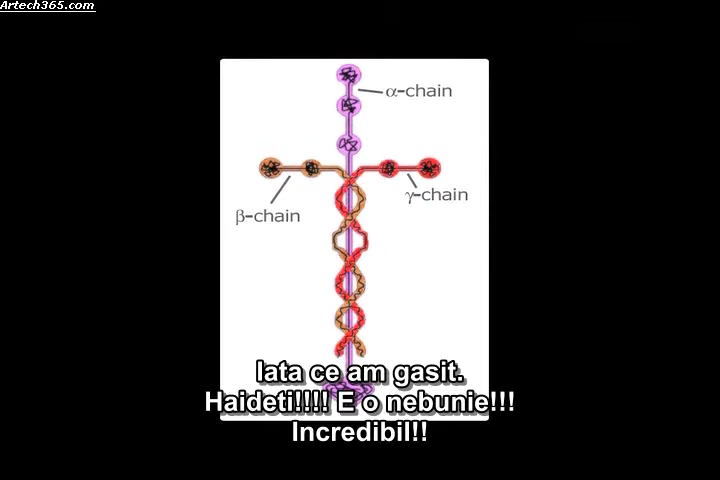 Artech365.com
α-chain
γ-chain
β-chain
Iata ce am gasit.
Haideti!!!! E o nebunie!!!
Incredibil!!